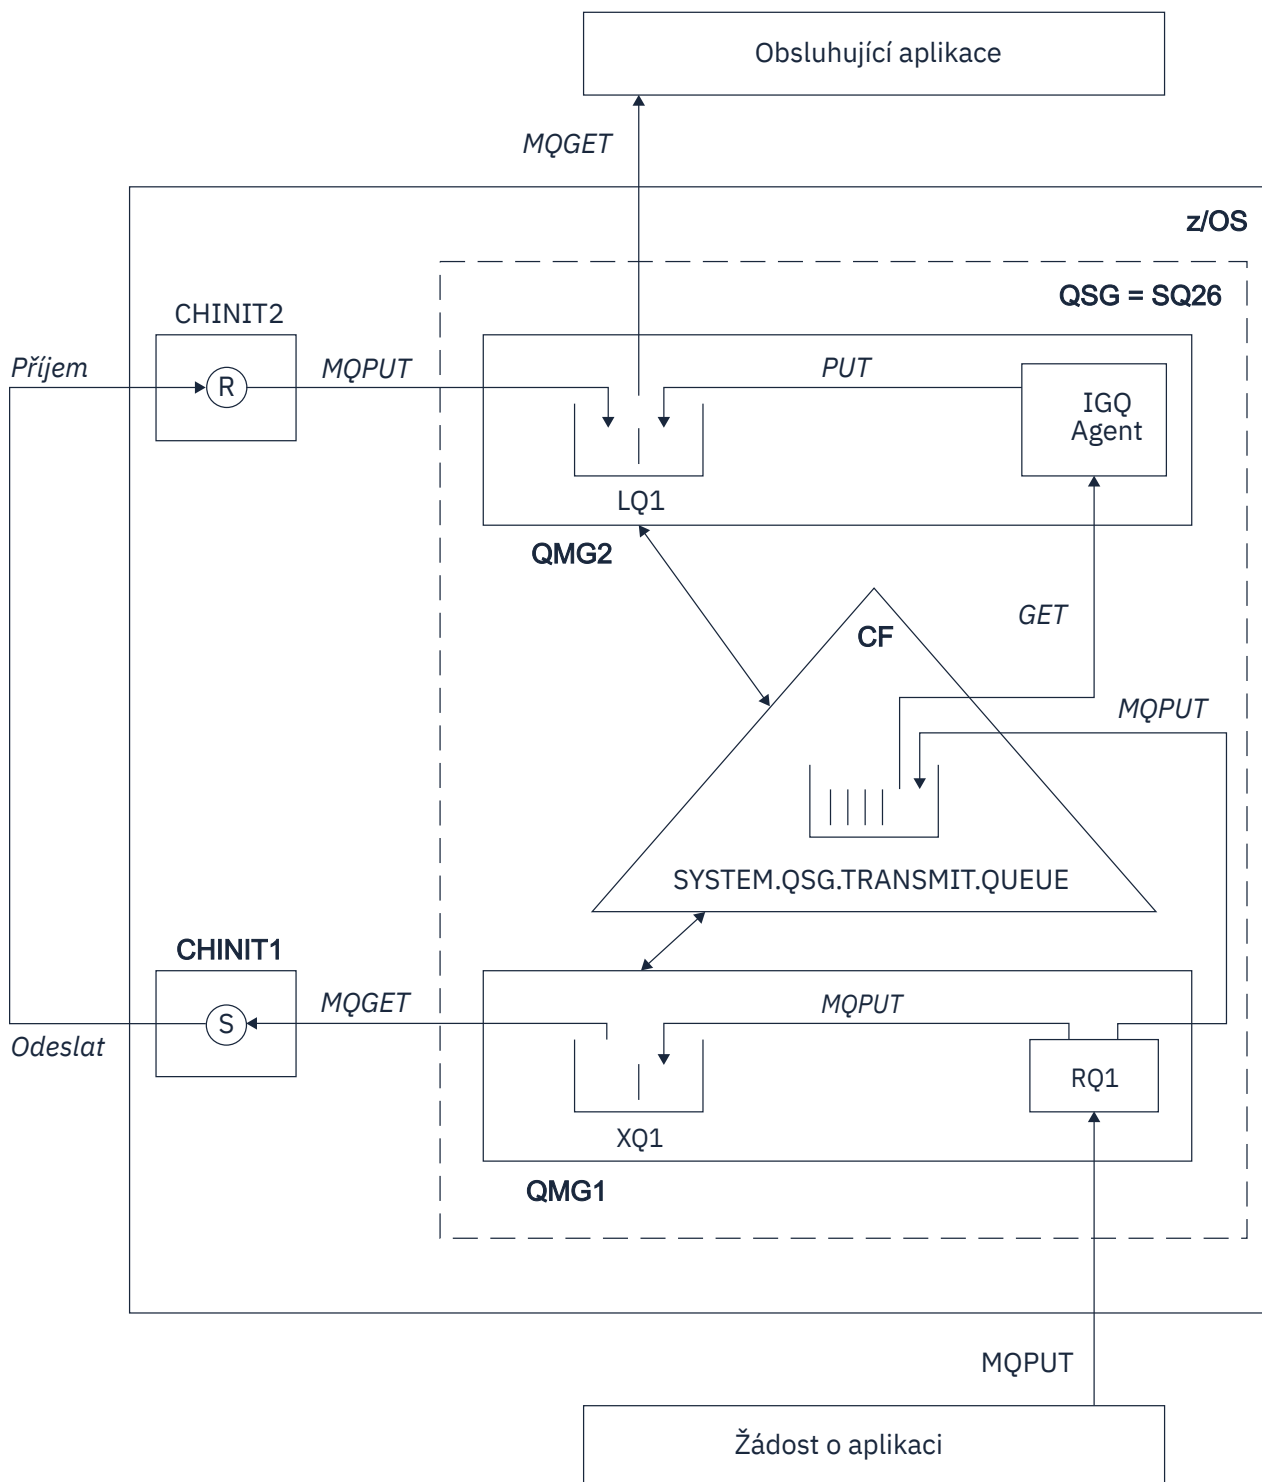 Obsluhující aplikace
MQGET
z/OS
QSG = SQ26
CHINIT2
Příjem
R
MQPUT
PUT
IGQ
Agent
LQ1
QMG2
GET
CF
MQPUT
SYSTEM.QSG.TRANSMIT.QUEUE
CHINIT1
S
MQGET
MQPUT
Odeslat
RQ1
XQ1
QMG1
MQPUT
Žádost o aplikaci